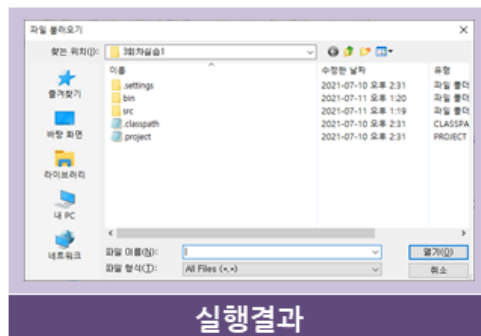 파일 불러오기
찾는 위치(I): 3회차실습1
이름 수정한 날짜 유형
.settings 2021-07-10 오후 2:31 파일 폴더
bin 2021-07-11 오후 1:20 파일 폴더
src 2021-07-11 오후 1:19 파일 폴더
.classpath 2021-07-10 오후 2:31 CLASSPA
.project 2021-07-10 오후 2:31 PROJECT
즐겨찾기
바탕 화면
라이브러리
내 PC
네트워크
파일 이름(N): 열기(O)
파일 형식(T): All Files (*.*) 취소
실행결과